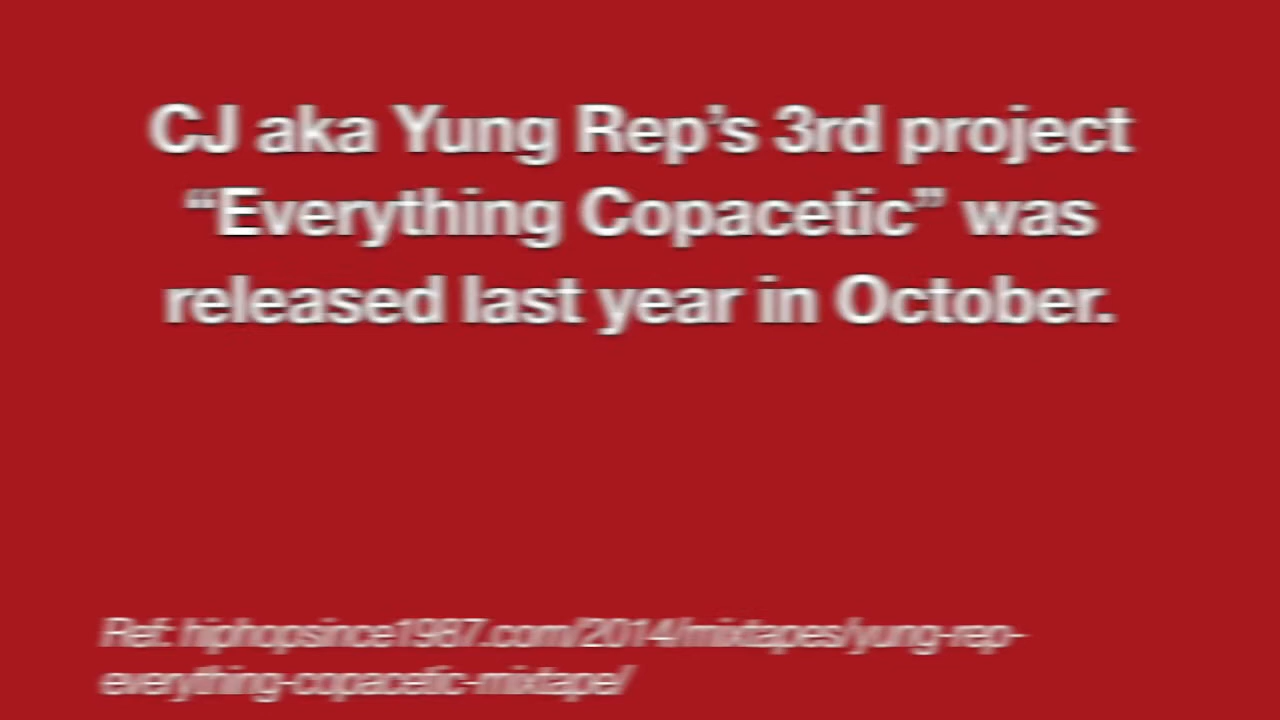 CJ aka Yung Rep’s 3rd project
“Everything Copacetic” was
released last year in October.
Ref: hiphopsince1987.com/2014/mixtapes/yung-rep-
everything-copacetic-mixtape/